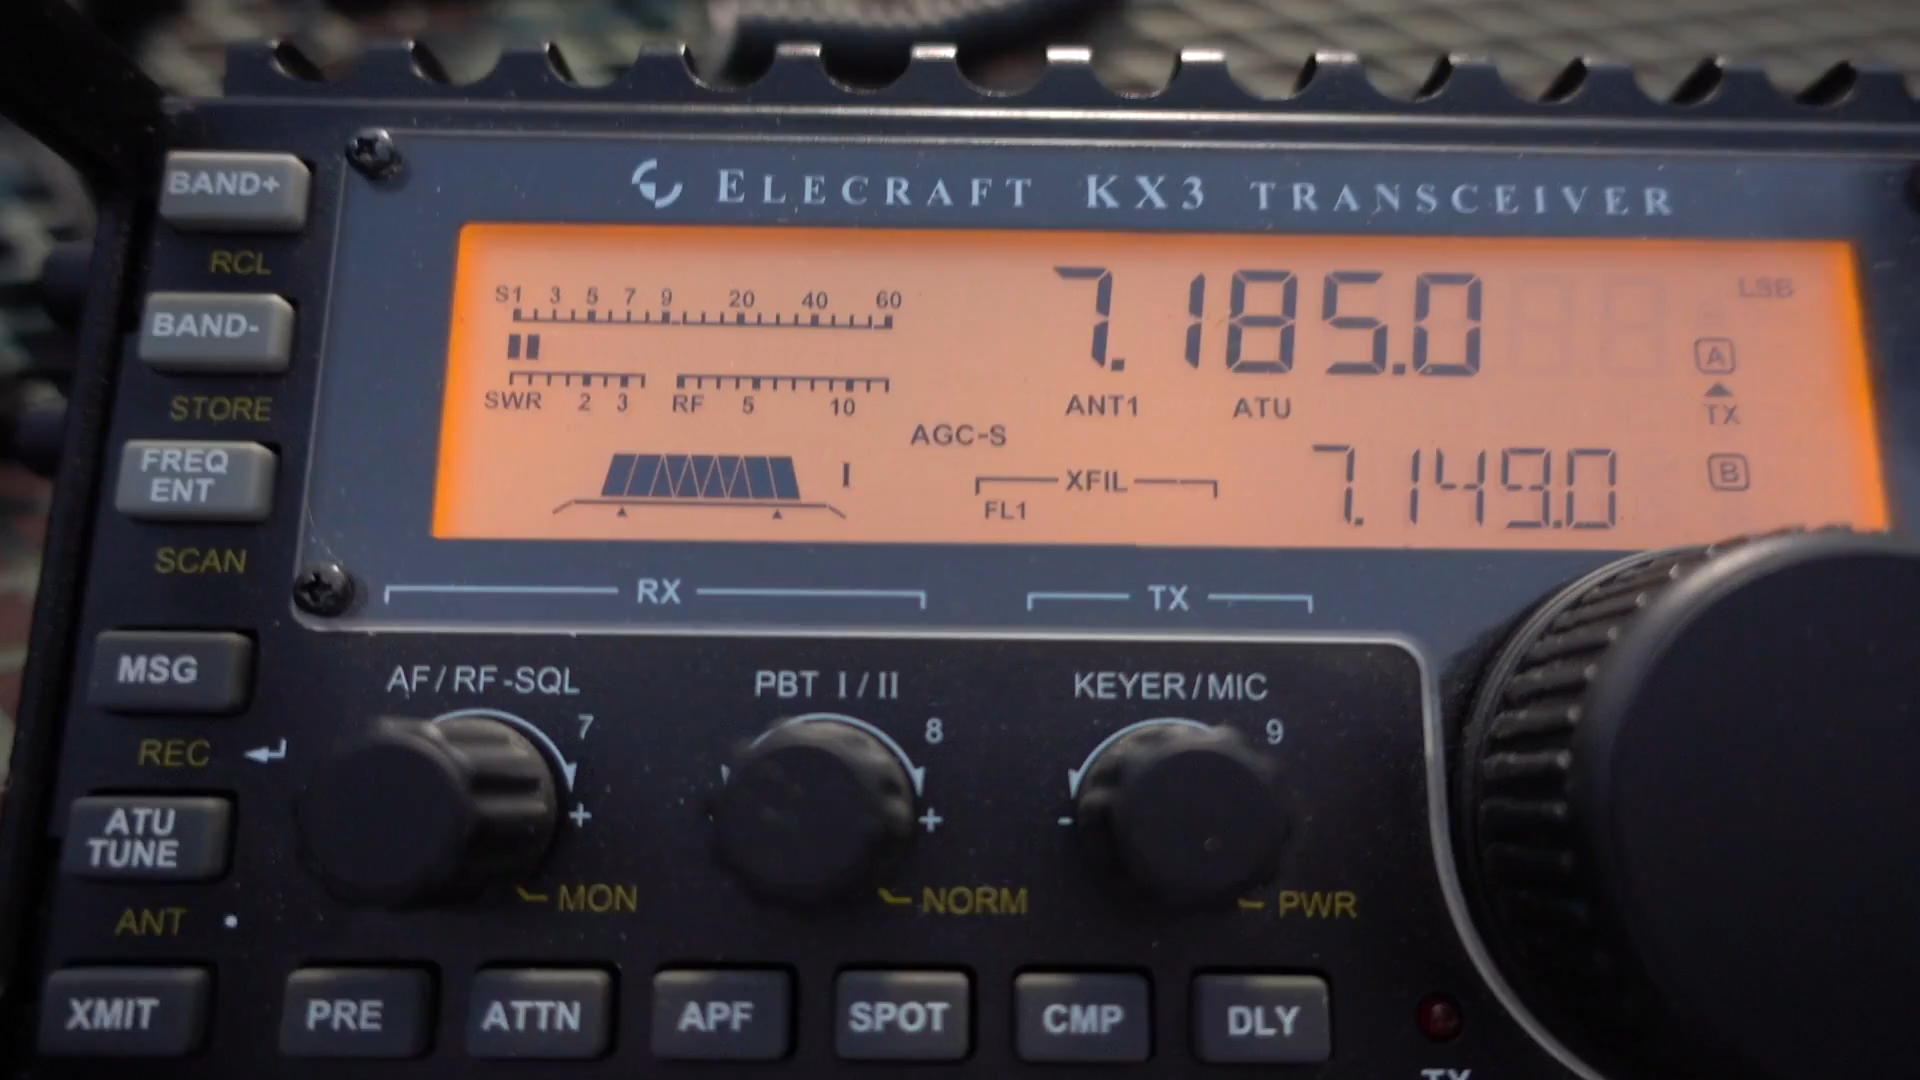 ELECRAFT KX3 TRANSCEIVER
BAND+
RCL
BAND-
STORE
FREQ
ENT
SCAN
MSG
REC
ATU
TUNE
ANT
XMIT
S1 3 5 7 9 20 40 60
SWR 2 3 RF 5 10
7.185.0
LSB
A
ANT1 ATU
TX
AGC-S
I
XFIL
FL1
7.149.0
B
RX
TX
AF/RF-SQL
7
+
MON
PBT I/II
8
+
NORM
KEYER/MIC
9
-
PWR
PRE
ATTN
APF
SPOT
CMP
DLY
TX